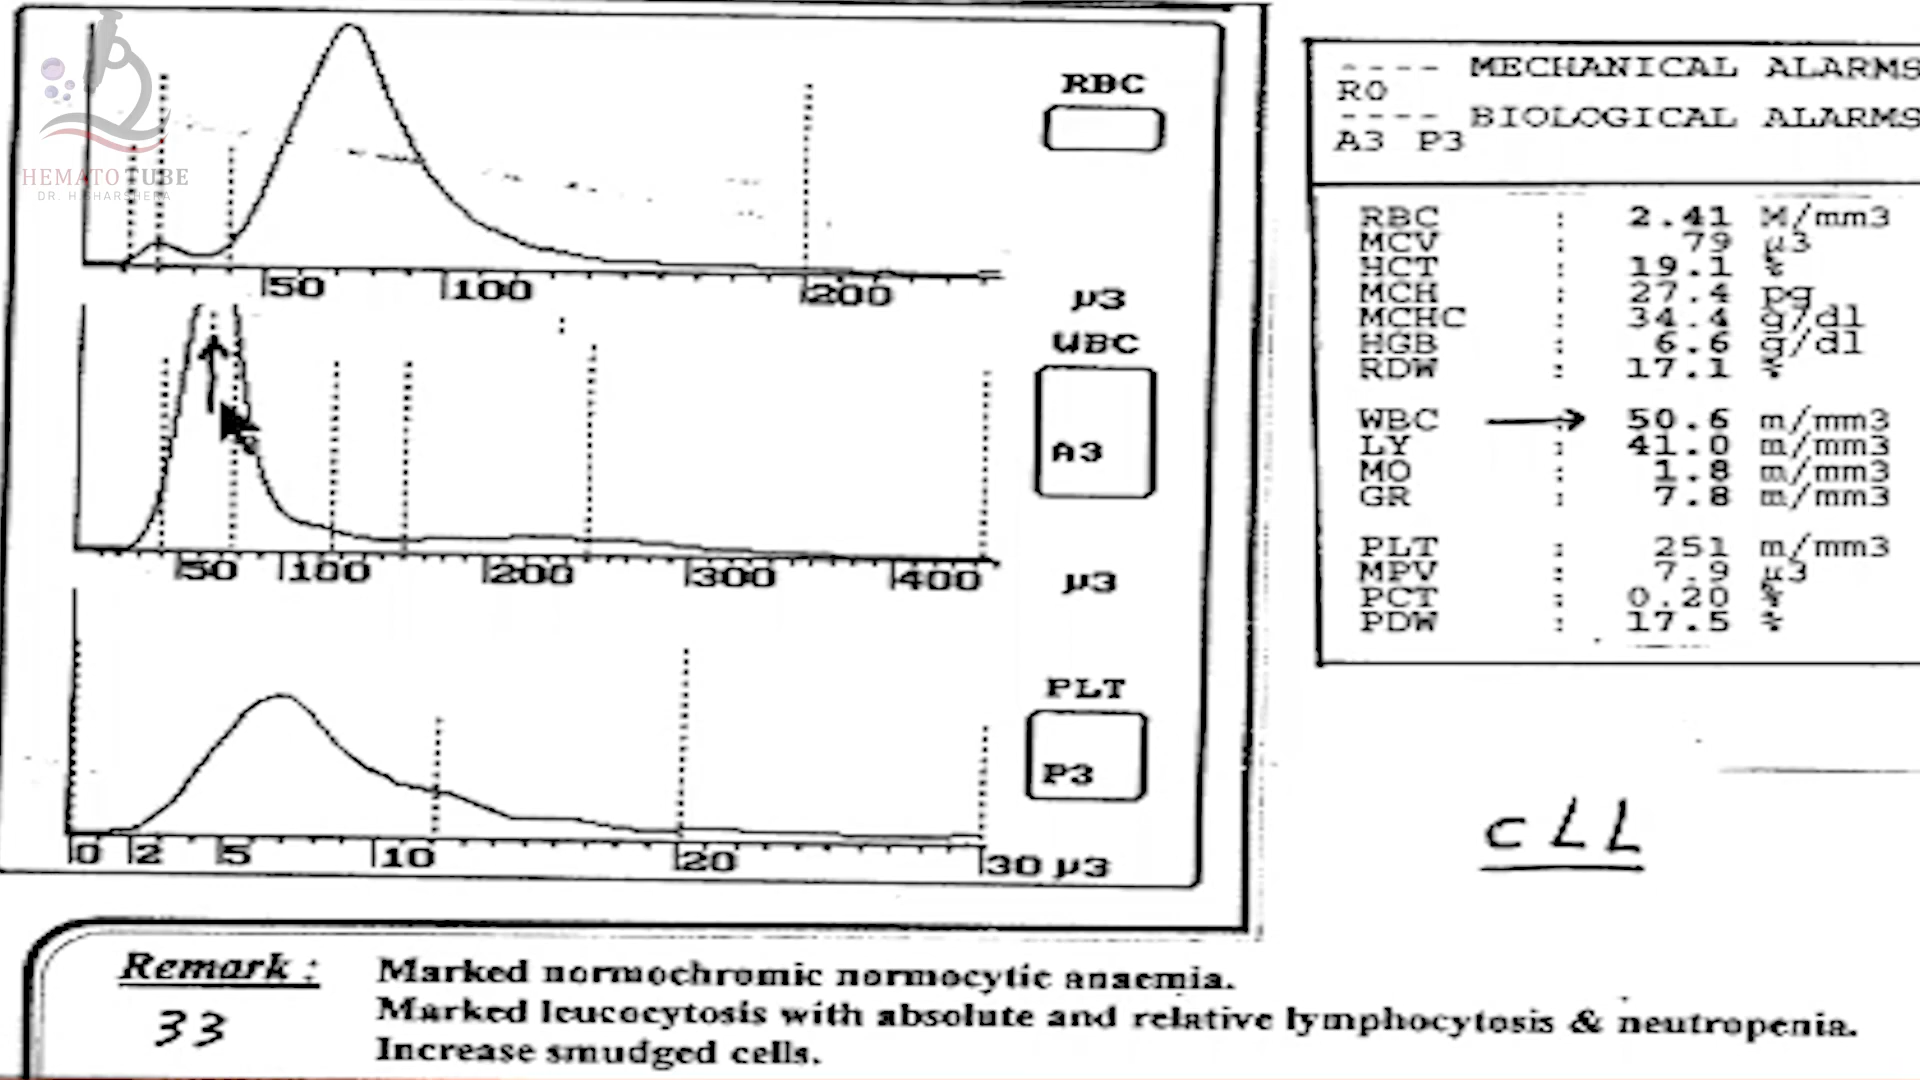 HEMATO TUBE
DR. H.GHARSHERA
RBC
50 100 200 µ3
WBC
A3
50 100 200 300 400 µ3
PLT
P3
0 2 5 10 20 30 µ3
---- MECHANICAL ALARMS
R0
---- BIOLOGICAL ALARMS
A3 P3
RBC : 2.41 M/mm3
MCV : 79 µ3
HCT : 19.1 %
MCH : 27.4 pg
MCHC : 34.4 g/dl
HGB : 6.6 g/dl
RDW : 17.1 %
WBC : 50.6 m/mm3
LY : 41.0 m/mm3
MO : 1.8 m/mm3
GR : 7.8 m/mm3
PLT : 251 m/mm3
MPV : 7.9 µ3
PCT : 0.20 %
PDW : 17.5 %
CLL
Remark : Marked normochromic normocytic anaemia.
33 Marked leucocytosis with absolute and relative lymphocytosis & neutropenia.
Increase smudged cells.